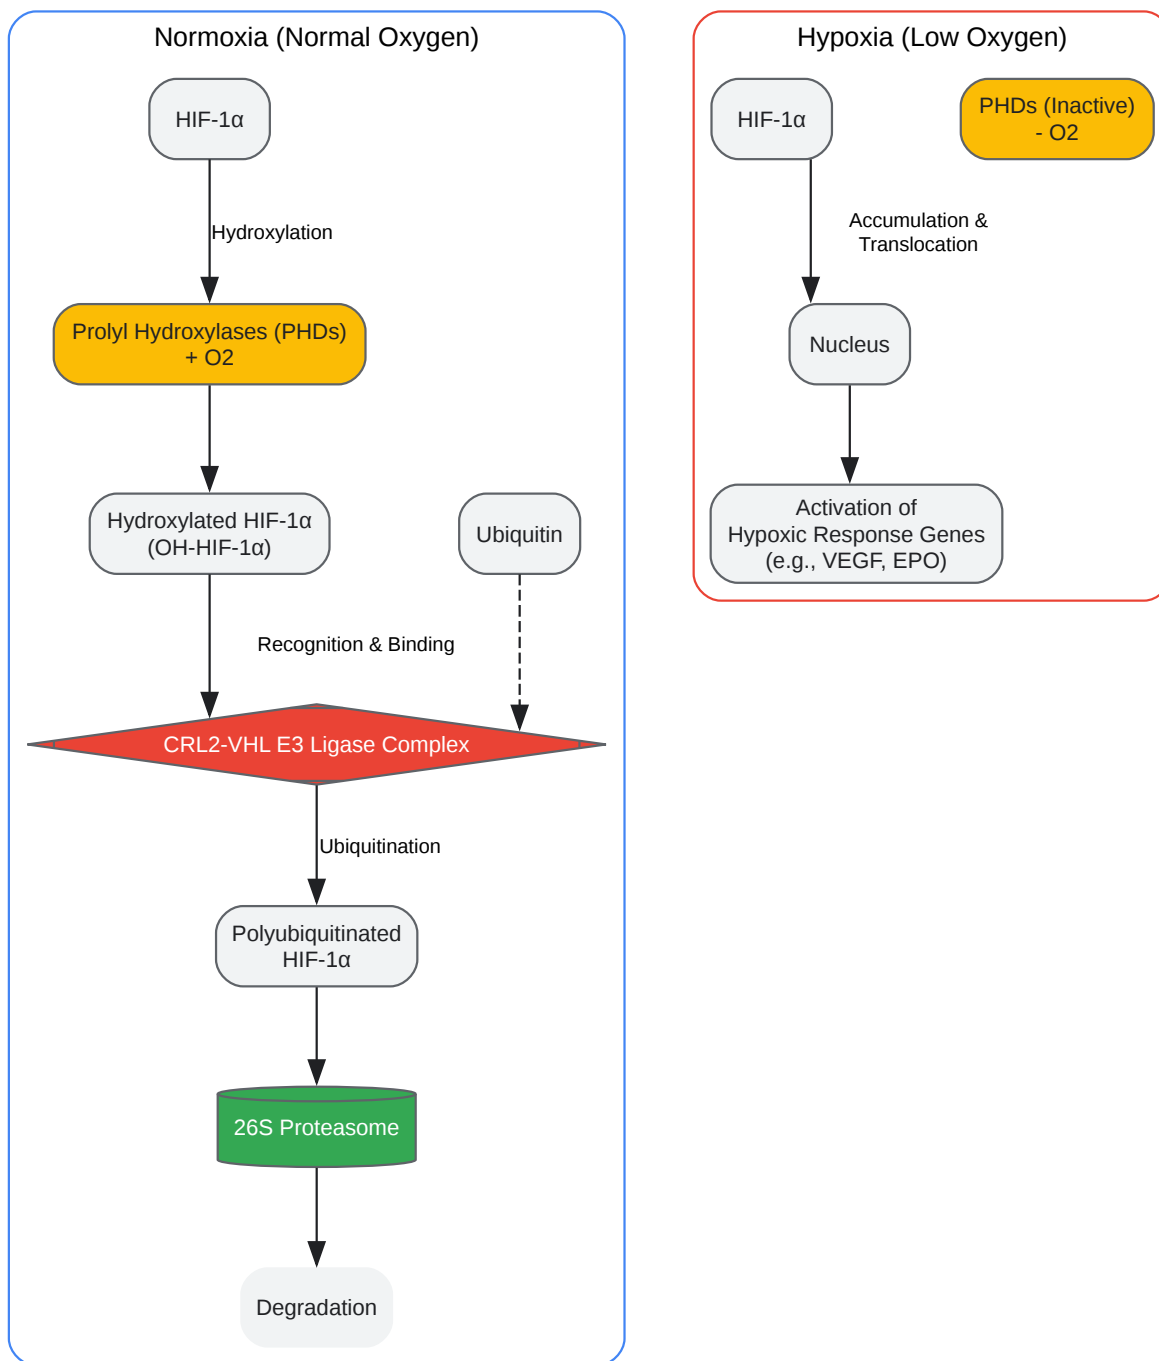 Normoxia (Normal Oxygen)
HIF-1α
Hydroxylation
Prolyl Hydroxylases (PHDs)
+ O2
Hydroxylated HIF-1α
(OH-HIF-1α)
Ubiquitin
Recognition & Binding
CRL2-VHL E3 Ligase Complex
Ubiquitination
Polyubiquitinated
HIF-1α
26S Proteasome
Degradation
Hypoxia (Low Oxygen)
HIF-1α
PHDs (Inactive)
- O2
Accumulation &
Translocation
Nucleus
Activation of
Hypoxic Response Genes
(e.g., VEGF, EPO)